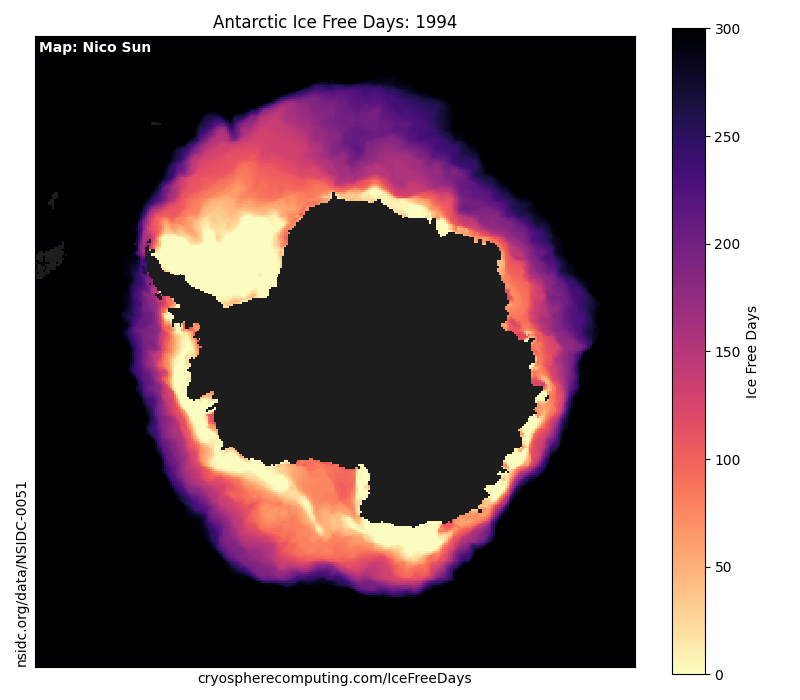 Antarctic Ice Free Days: 1994
Map: Nico Sun
300
250
200
150
100
50
0
Ice Free Days
nsidc.org/data/NSIDC-0051
cryospherecomputing.com/IceFreeDays